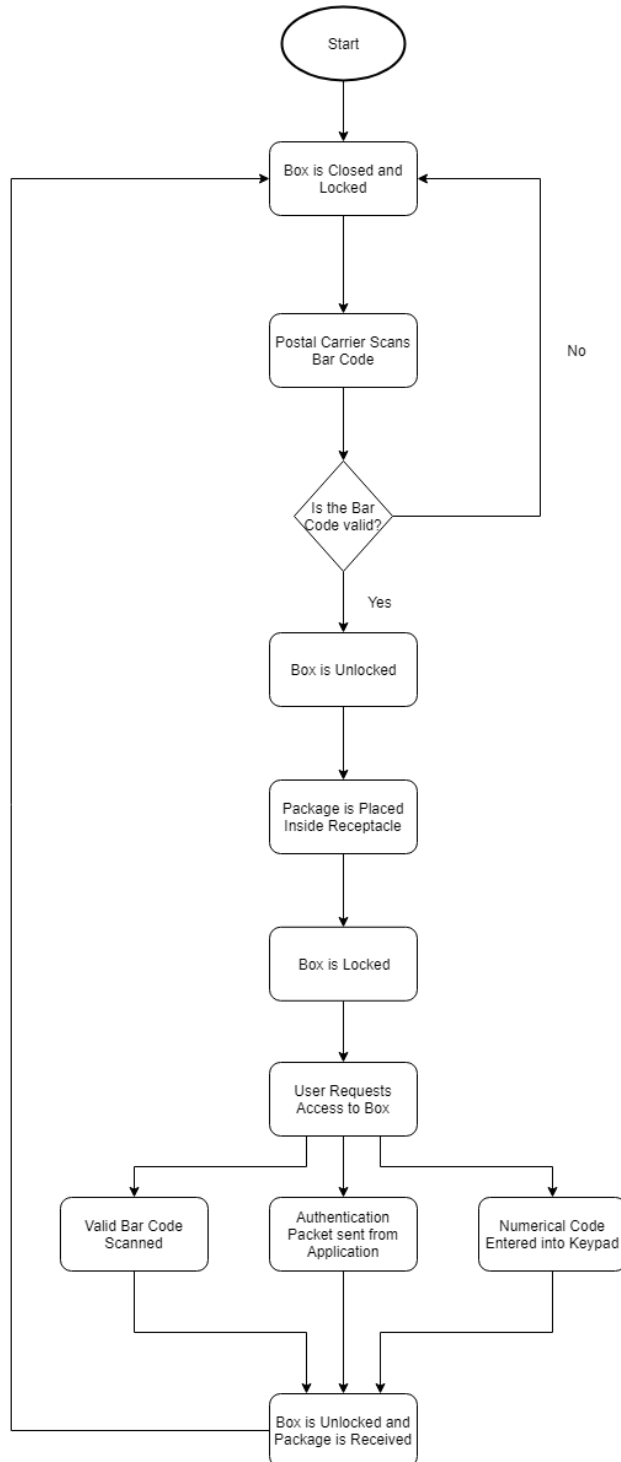 Start
Box is Closed and
Locked
Postal Carrier Scans
Bar Code
No
Is the Bar
Code valid?
Yes
Box is Unlocked
Package is Placed
Inside Receptacle
Box is Locked
User Requests
Access to Box
Valid Bar Code
Scanned
Authentication
Packet sent from
Application
Numerical Code
Entered into Keypad
Box is Unlocked and
Package is Received